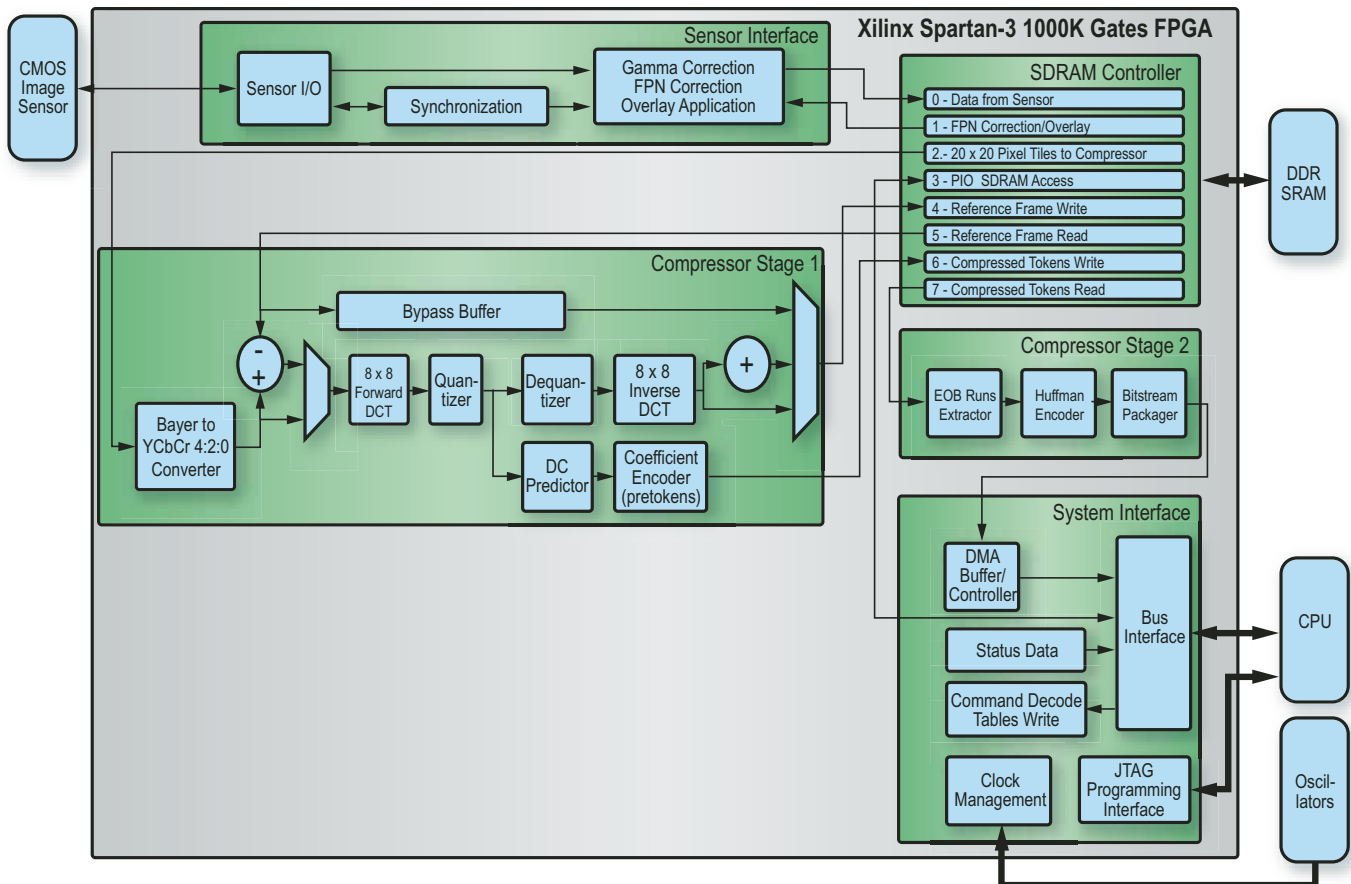 Xilinx Spartan-3 1000K Gates FPGA
CMOS
Image
Sensor
Sensor Interface
Sensor I/O
Synchronization
Gamma Correction
FPN Correction
Overlay Application
SDRAM Controller
0 - Data from Sensor
1 - FPN Correction/Overlay
2.- 20 x 20 Pixel Tiles to Compressor
3 - PIO SDRAM Access
4 - Reference Frame Write
5 - Reference Frame Read
6 - Compressed Tokens Write
7 - Compressed Tokens Read
DDR
SRAM
Compressor Stage 1
Bypass Buffer
-
+
8 x 8
Forward
DCT
Quan-
tizer
Dequan-
tizer
8 x 8
Inverse
DCT
+
Bayer to
YCbCr 4:2:0
Converter
DC
Predictor
Coefficient
Encoder
(pretokens)
Compressor Stage 2
EOB Runs
Extractor
Huffman
Encoder
Bitstream
Packager
System Interface
DMA
Buffer/
Controller
Bus
Interface
Status Data
Command Decode
Tables Write
Clock
Management
JTAG
Programming
Interface
CPU
Oscil-
lators